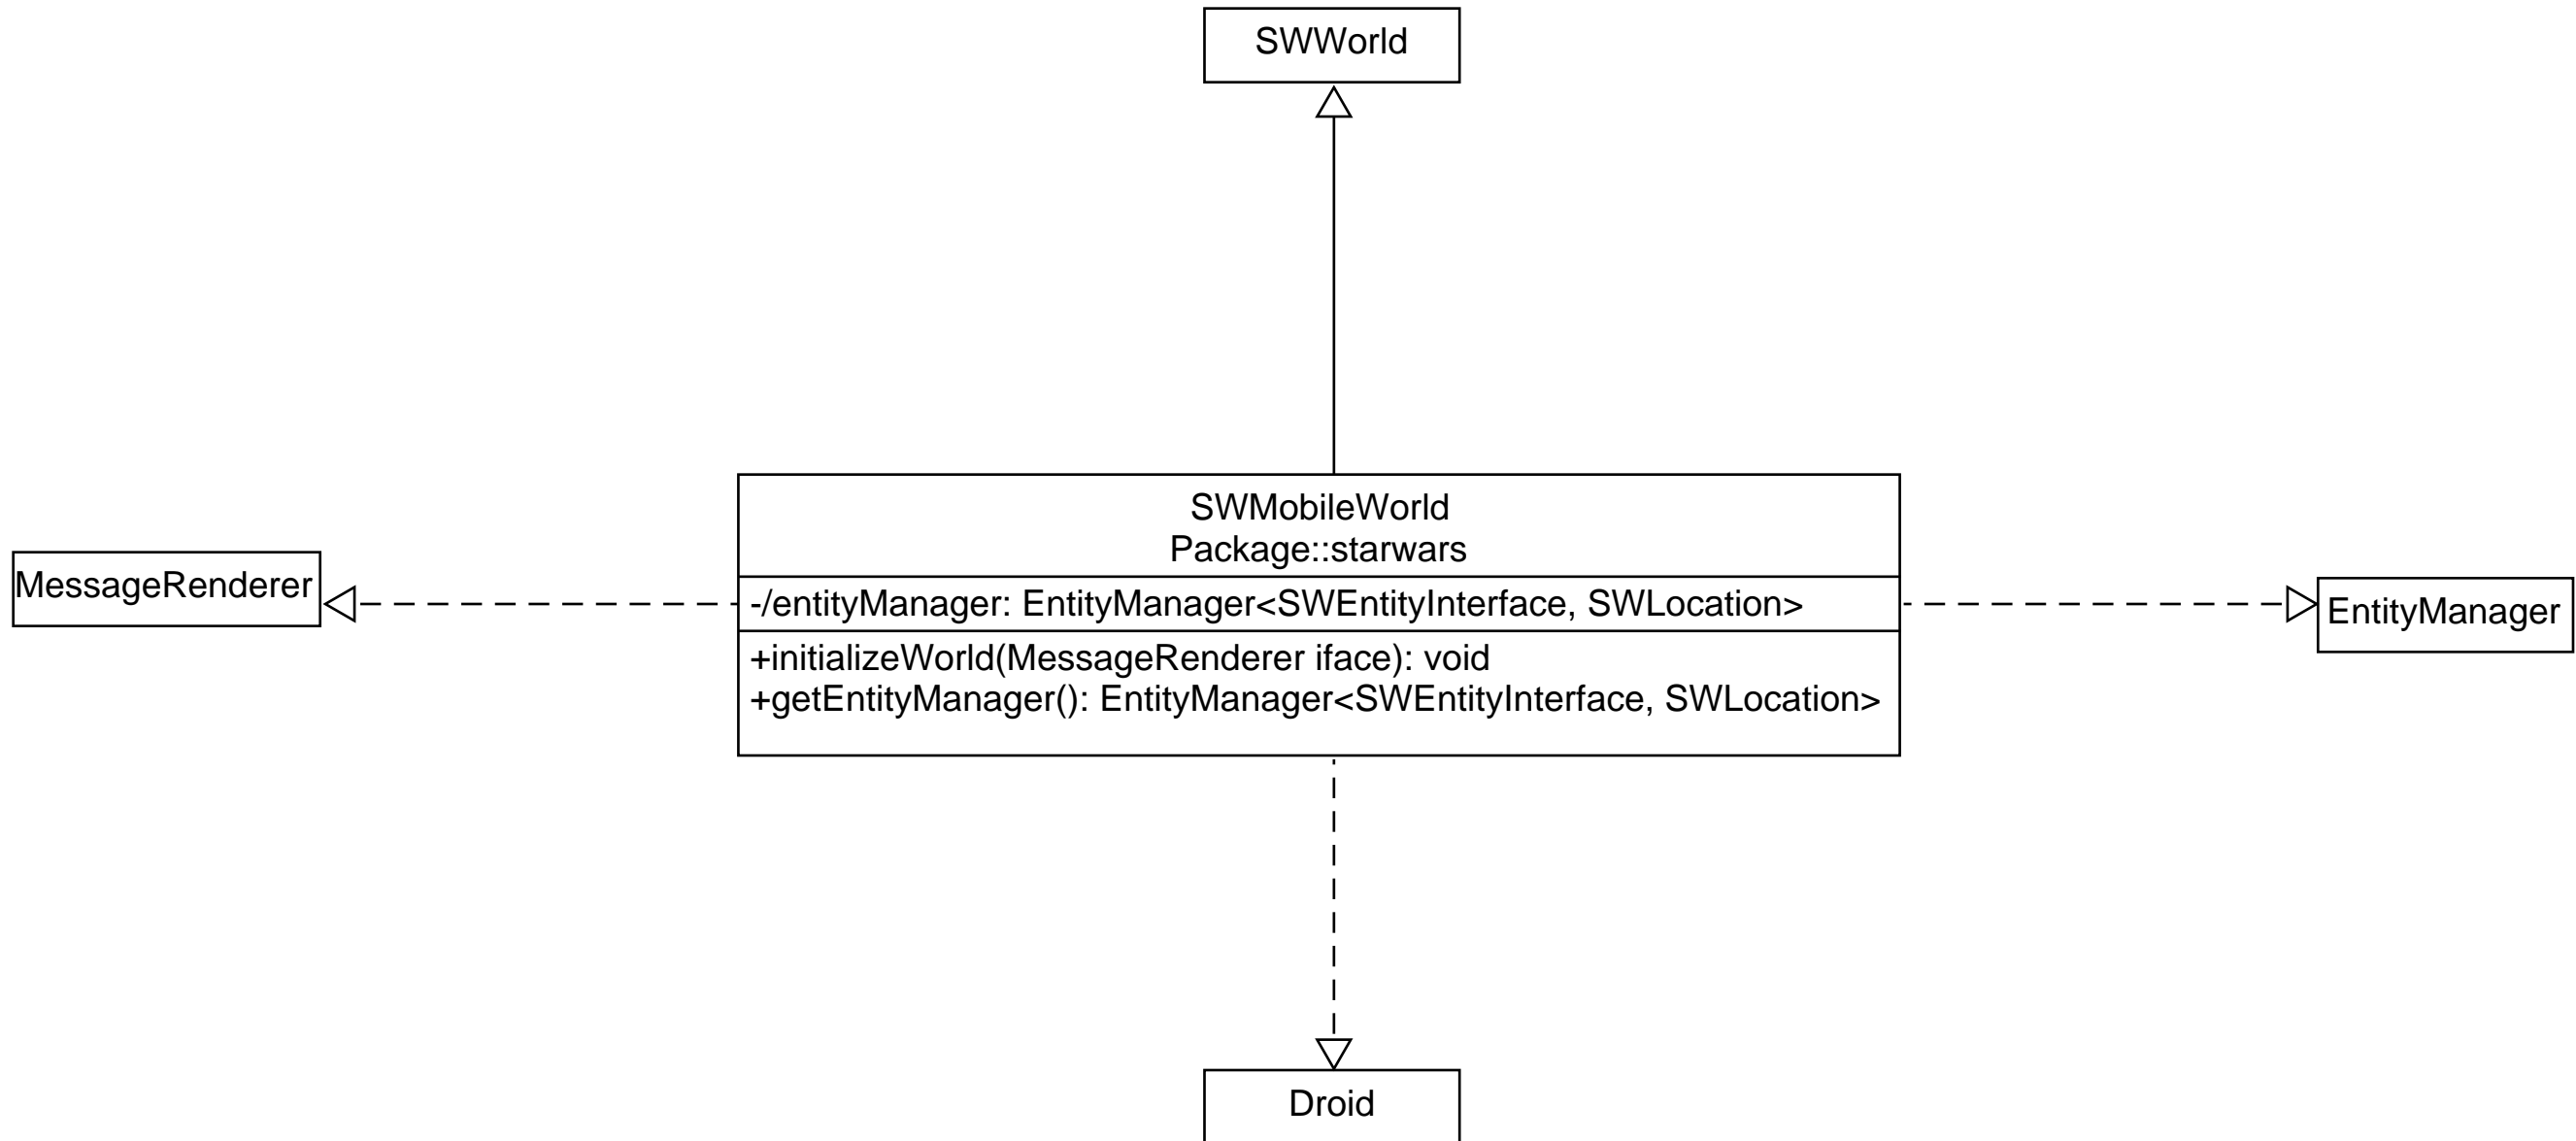 SWWorld
SWMobileWorld
Package::starwars
MessageRenderer
-/entityManager: EntityManager<SWEntityInterface, SWLocation>
EntityManager
+initializeWorld(MessageRenderer iface): void
+getEntityManager(): EntityManager<SWEntityInterface, SWLocation>
Droid